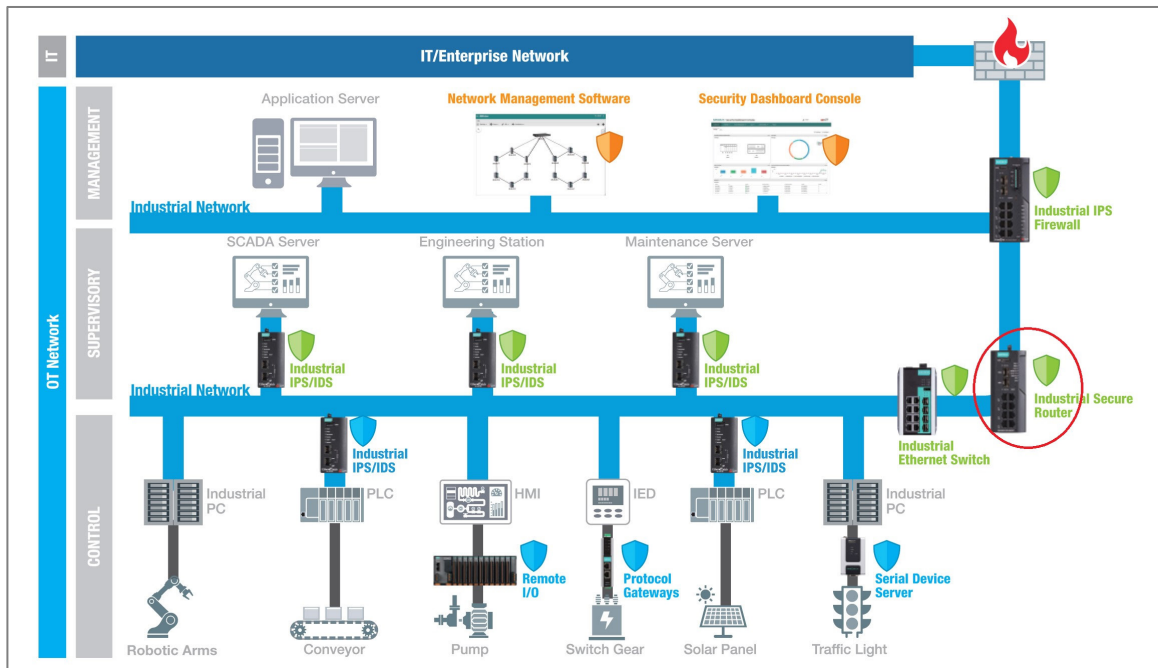 IT
IT/Enterprise Network
OT Network
MANAGEMENT
Application Server
Network Management Software
Security Dashboard Console
Industrial Network
Industrial IPS
Firewall
SUPERVISORY
SCADA Server
Engineering Station
Maintenance Server
Industrial
IPS/IDS
Industrial
IPS/IDS
Industrial
IPS/IDS
Industrial Network
Industrial
Ethernet Switch
Industrial Secure
Router
CONTROL
Industrial
PC
Industrial
IPS/IDS
PLC
HMI
IED
Industrial
IPS/IDS
PLC
Industrial
PC
Remote
I/O
Protocol
Gateways
Serial Device
Server
Robotic Arms
Conveyor
Pump
Switch Gear
Solar Panel
Traffic Light